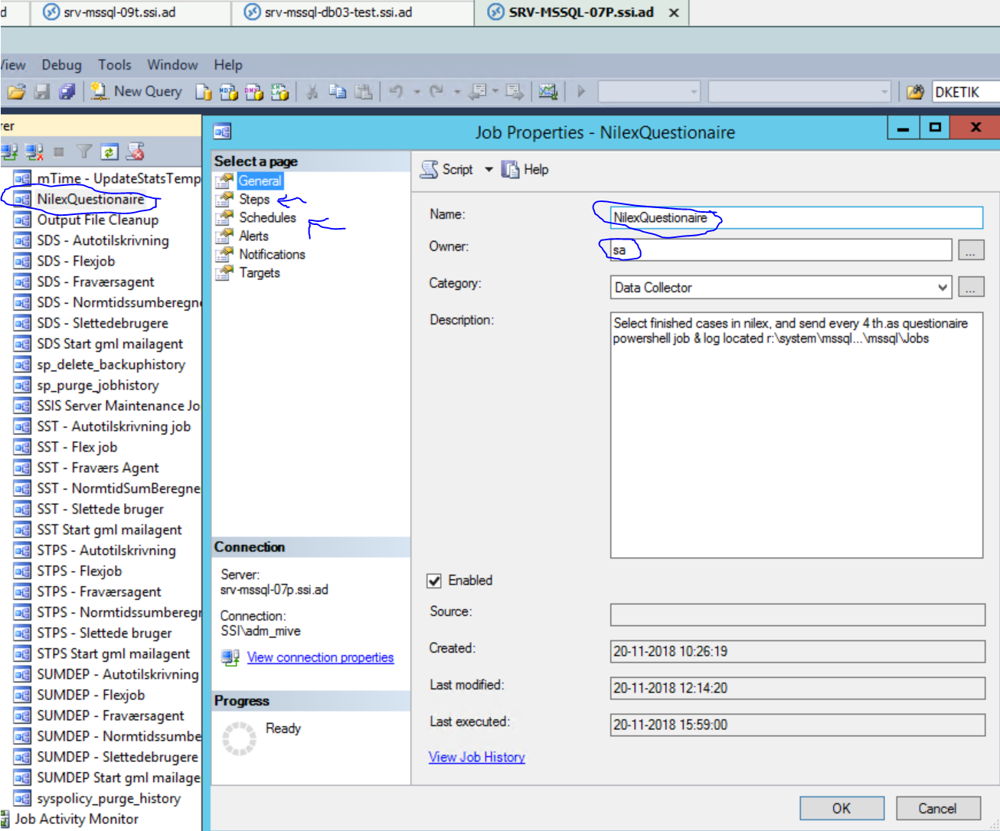 d
srv-mssql-09t.ssi.ad
srv-mssql-db03-test.ssi.ad
SRV-MSSQL-07P.ssi.ad
View Debug Tools Window Help
New Query
DKETIK
rer
mTime - UpdateStatsTemp
NilexQuestionaire
Output File Cleanup
SDS - Autotilskrivning
SDS - Flexjob
SDS - Fraværsagent
SDS - Normtidssumberegne
SDS - Slettedebrugere
SDS Start gml mailagent
sp_delete_backuphistory
sp_purge_jobhistory
SSIS Server Maintenance Jo
SST - Autotilskrivning job
SST - Flex job
SST - Fraværs Agent
SST - NormtidSumBeregne
SST - Slettede bruger
SST Start gml mailagent
STPS - Autotilskrivning
STPS - Flexjob
STPS - Fraværsagent
STPS - Normtidssumberegr
STPS - Slettede bruger
STPS Start gml mailagent
SUMDEP - Autotilskrivning
SUMDEP - Flexjob
SUMDEP - Fraværsagent
SUMDEP - Normtidssumbe
SUMDEP - Slettedebrugere
SUMDEP Start gml mailage
syspolicy_purge_history
Job Activity Monitor
Job Properties - NilexQuestionaire
Select a page
General
Steps
Schedules
Alerts
Notifications
Targets
Connection
Server:
srv-mssql-07p.ssi.ad
Connection:
SSI\adm_mive
View connection properties
Progress
Ready
Script Help
Name: NilexQuestionaire
Owner: sa ...
Category: Data Collector ...
Description: Select finished cases in nilex, and send every 4 th.as questionaire
powershell job & log located r:\system\mssql...\mssql\Jobs
Enabled
Source:
Created: 20-11-2018 10:26:19
Last modified: 20-11-2018 12:14:20
Last executed: 20-11-2018 15:59:00
View Job History
OK Cancel